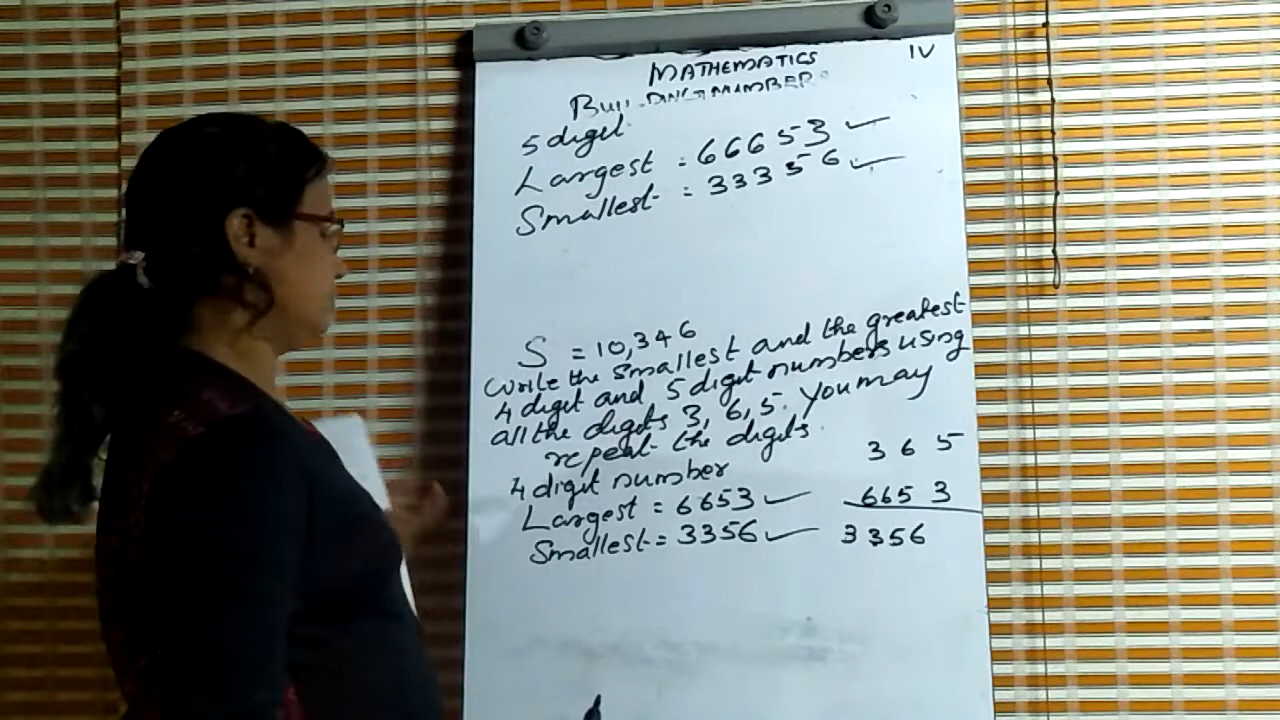 MATHEMATICS IV
BUILDING NUMBER
5 digit
Largest = 66653
Smallest = 33356
S = 10,346
Write the smallest and the greatest
4 digit and 5 digit numbers using
all the digits 3, 6, 5. You may
repeat the digits.
4 digit number 3 6 5
Largest = 6653 6653
Smallest = 3356 3356